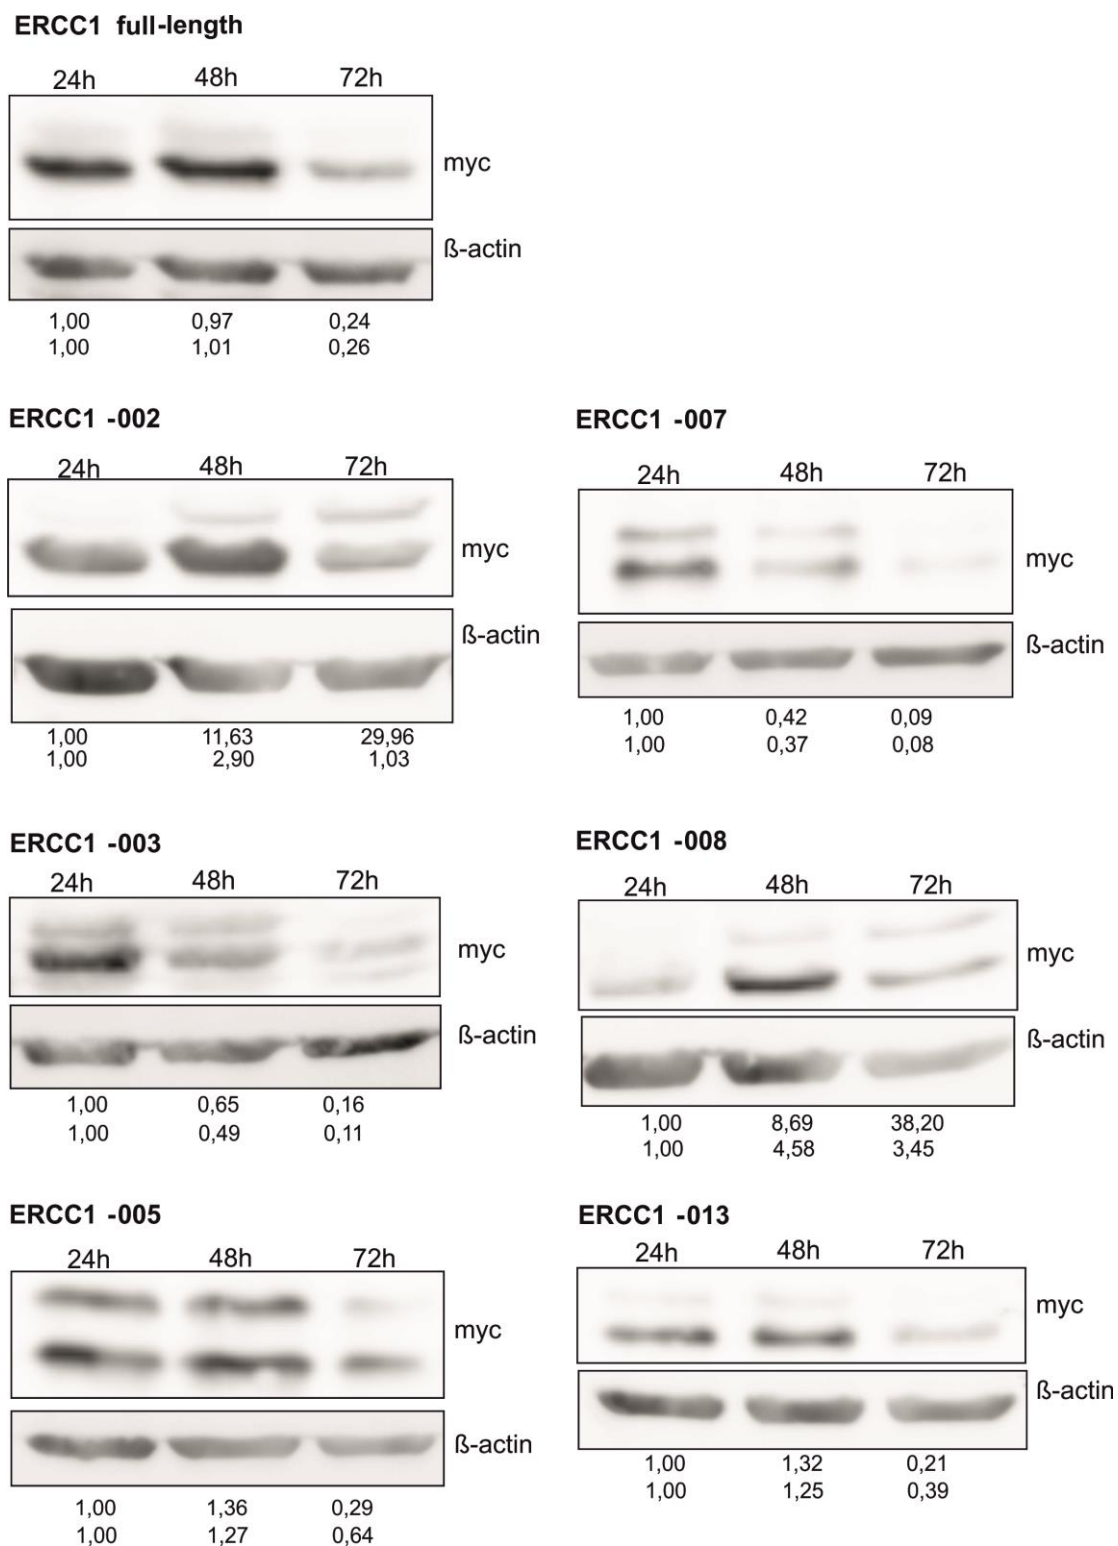 ERCC1 full-length
24h 48h 72h
myc
ß-actin
1,00 0,97 0,24
1,00 1,01 0,26
ERCC1 -002
24h 48h 72h
myc
ß-actin
1,00 11,63 29,96
1,00 2,90 1,03
ERCC1 -007
24h 48h 72h
myc
ß-actin
1,00 0,42 0,09
1,00 0,37 0,08
ERCC1 -003
24h 48h 72h
myc
ß-actin
1,00 0,65 0,16
1,00 0,49 0,11
ERCC1 -008
24h 48h 72h
myc
ß-actin
1,00 8,69 38,20
1,00 4,58 3,45
ERCC1 -005
24h 48h 72h
myc
ß-actin
1,00 1,36 0,29
1,00 1,27 0,64
ERCC1 -013
24h 48h 72h
myc
ß-actin
1,00 1,32 0,21
1,00 1,25 0,39